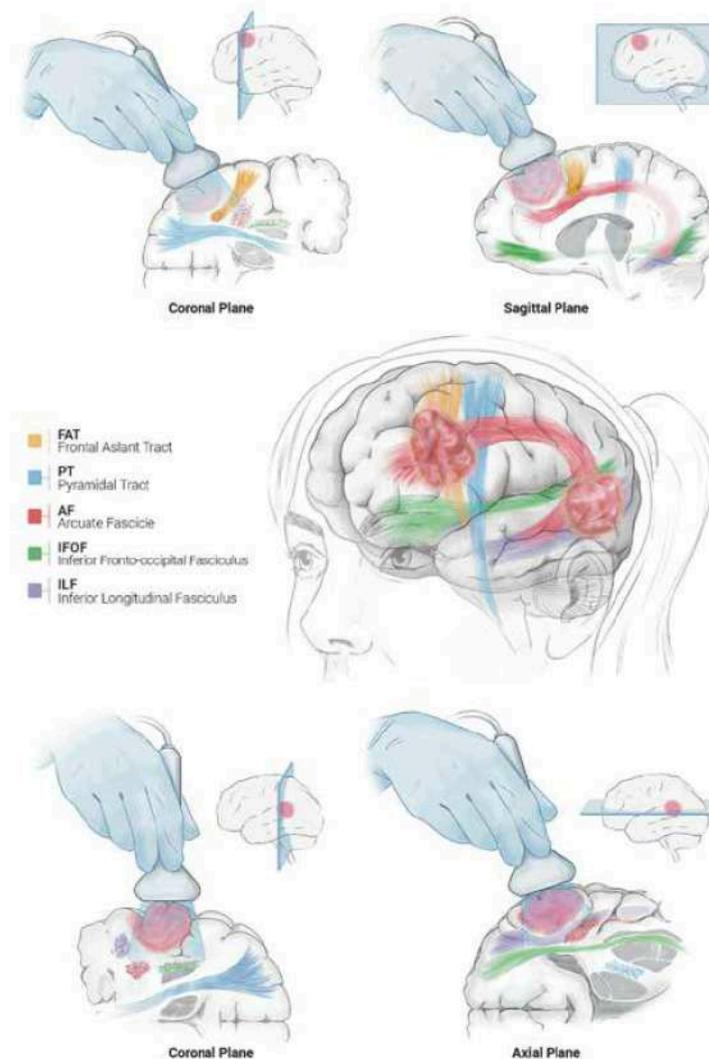 Coronal Plane
Sagittal Plane
FAT
Frontal Aslant Tract
PT
Pyramidal Tract
AF
Arcuate Fascicle
IFOF
Inferior Fronto-occipital Fasciculus
ILF
Inferior Longitudinal Fasciculus
Coronal Plane
Axial Plane